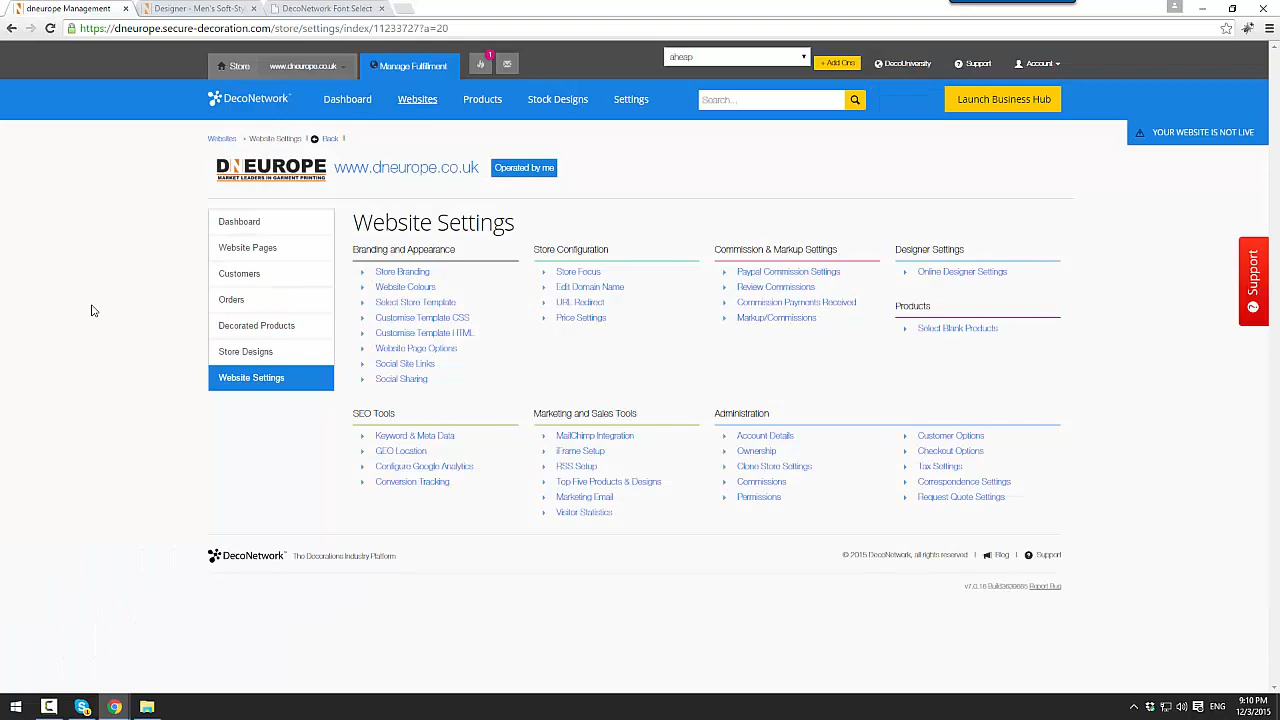 dneurope Management
Designer - Men's Soft-Sty
DecoNetwork Font Select
https://dneurope.secure-decoration.com/store/settings/index/11233727?a=20
Store
www.dneurope.co.uk
Manage Fulfillment
1
aheap
+ Add Ons
DecoUniversity
Support
Account
DecoNetwork
Dashboard
Websites
Products
Stock Designs
Settings
Search...
Launch Business Hub
YOUR WEBSITE IS NOT LIVE
Websites
Website Settings
Back
DNEUROPE
MARKET LEADERS IN GARMENT PRINTING
www.dneurope.co.uk
Operated by me
Dashboard
Website Pages
Customers
Orders
Decorated Products
Store Designs
Website Settings
Website Settings
Branding and Appearance
Store Branding
Website Colours
Select Store Template
Customise Template CSS
Customise Template HTML
Website Page Options
Social Site Links
Social Sharing
Store Configuration
Store Focus
Edit Domain Name
URL Redirect
Price Settings
Commission & Markup Settings
Paypal Commission Settings
Review Commissions
Commission Payments Received
Markup/Commissions
Designer Settings
Online Designer Settings
Products
Select Blank Products
SEO Tools
Keyword & Meta Data
GEO Location
Configure Google Analytics
Conversion Tracking
Marketing and Sales Tools
MailChimp Integration
iFrame Setup
RSS Setup
Top Five Products & Designs
Marketing Email
Visitor Statistics
Administration
Account Details
Ownership
Clone Store Settings
Commissions
Permissions
Customer Options
Checkout Options
Tax Settings
Correspondence Settings
Request Quote Settings
Support
DecoNetwork
The Decorations Industry Platform
© 2015 DecoNetwork, all rights reserved
Blog
Support
Report Bug
ENG
9:10 PM
12/3/2015